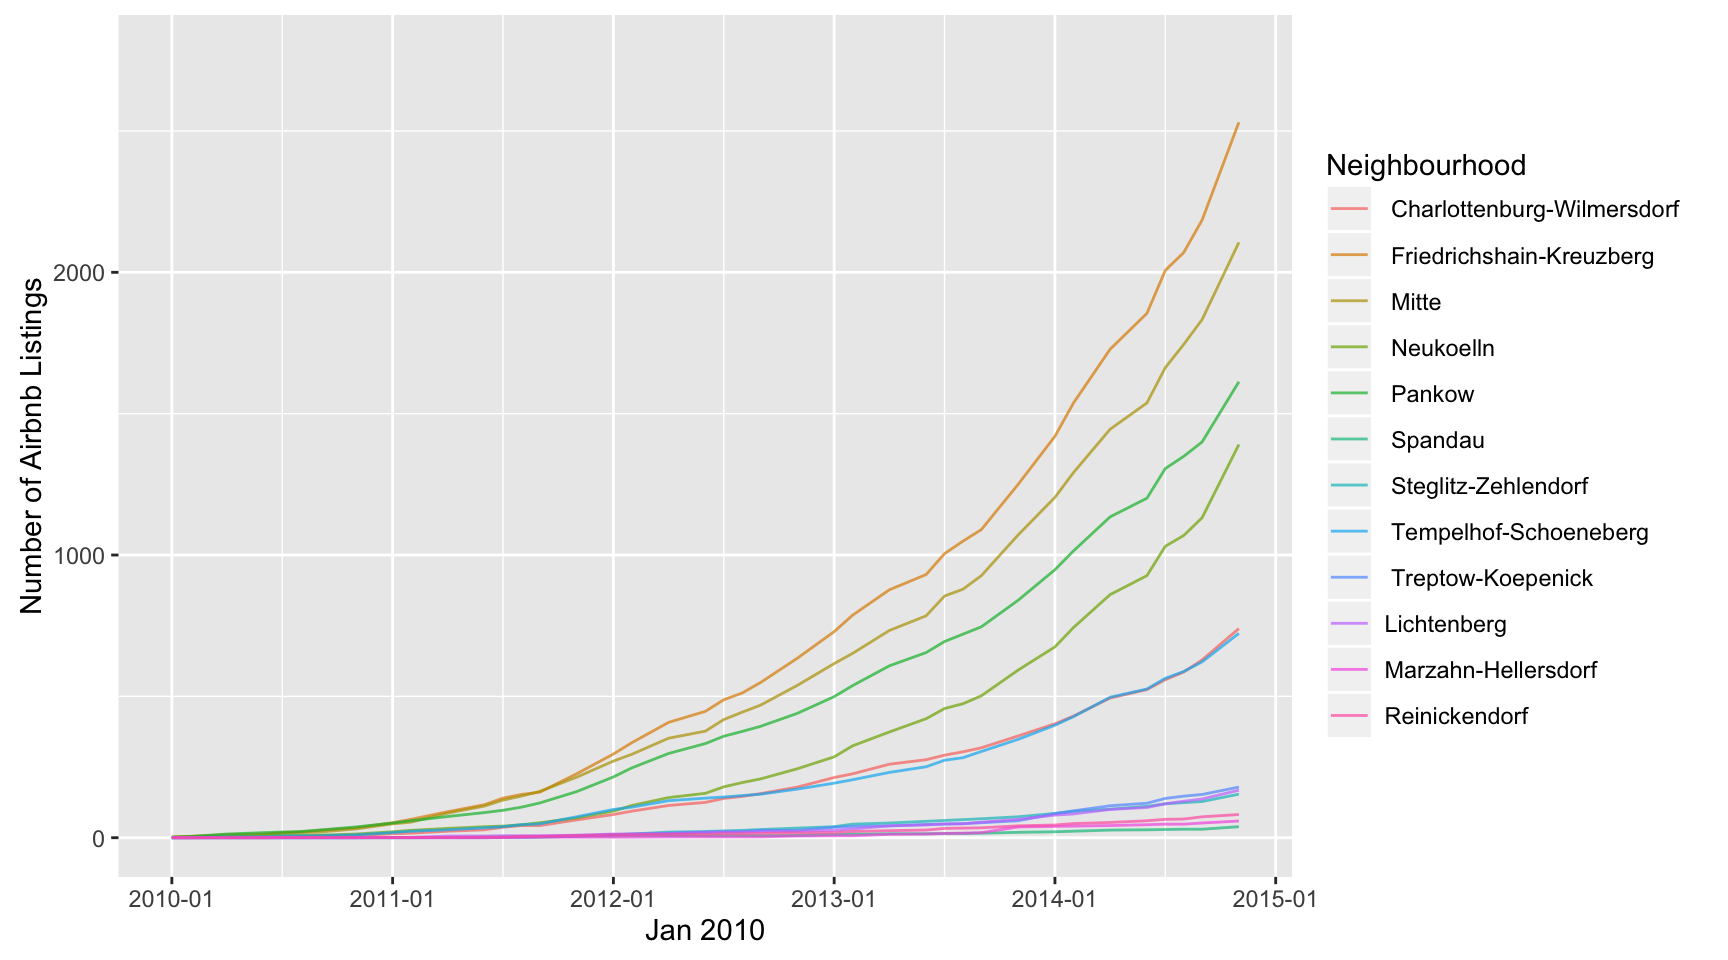 Number of Airbnb Listings
2000
1000
0
2010-01
2011-01
2012-01
2013-01
2014-01
2015-01
Jan 2010
Neighbourhood
Charlottenburg-Wilmersdorf
Friedrichshain-Kreuzberg
Mitte
Neukoelln
Pankow
Spandau
Steglitz-Zehlendorf
Tempelhof-Schoeneberg
Treptow-Koepenick
Lichtenberg
Marzahn-Hellersdorf
Reinickendorf